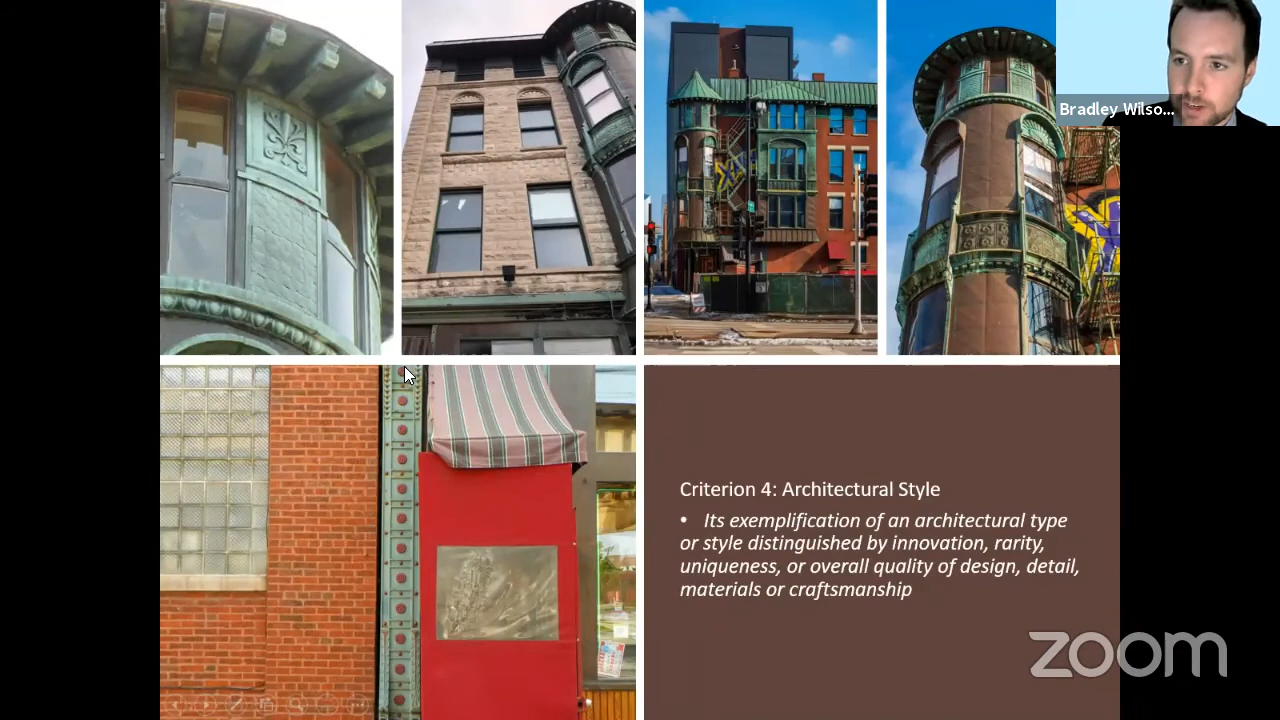 Bradley Wilso...
Criterion 4: Architectural Style
• Its exemplification of an architectural type
or style distinguished by innovation, rarity,
uniqueness, or overall quality of design, detail,
materials or craftsmanship
zoom